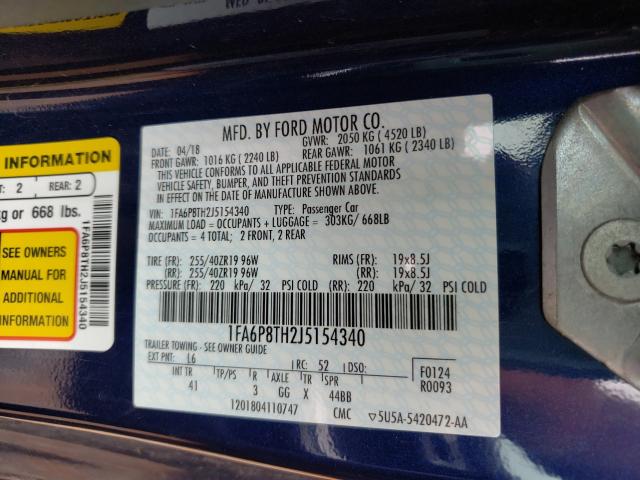 MFD. BY FORD MOTOR CO.
DATE: 04/18 GVWR: 2050 KG ( 4520 LB)
FRONT GAWR: 1016 KG ( 2240 LB) REAR GAWR: 1061 KG ( 2340 LB)
THIS VEHICLE CONFORMS TO ALL APPLICABLE FEDERAL MOTOR
VEHICLE SAFETY, BUMPER, AND THEFT PREVENTION STANDARDS
IN EFFECT ON THE DATE OF MANUFACTURE SHOWN ABOVE.
VIN: 1FA6P8TH2J5154340 TYPE: Passenger Car
MAXIMUM LOAD = OCCUPANTS + LUGGAGE = 303KG/ 668LB
OCCUPANTS = 4 TOTAL; 2 FRONT, 2 REAR
TIRE (FR): 255/40ZR19 96W RIMS (FR): 19x8.5J
(RR): 255/40ZR19 96W (RR): 19x8.5J
PRESSURE (FR): 220 kPa/ 32 PSI COLD (RR): 220 kPa/ 32 PSI COLD
1FA6P8TH2J5154340
TRAILER TOWING - SEE OWNER GUIDE
EXT PNT: L6 RC: 52 DSO: F0124
INT TR TP/PS R AXLE TR SPR R0093
41 3 GG X 44BB
1201804110747 CMC ▽5U5A-5420472-AA
INFORMATION
: 2 REAR: 2
kg or 668 lbs.
SEE OWNERS
MANUAL FOR
ADDITIONAL
INFORMATION
1FA6P8TH2J5154340